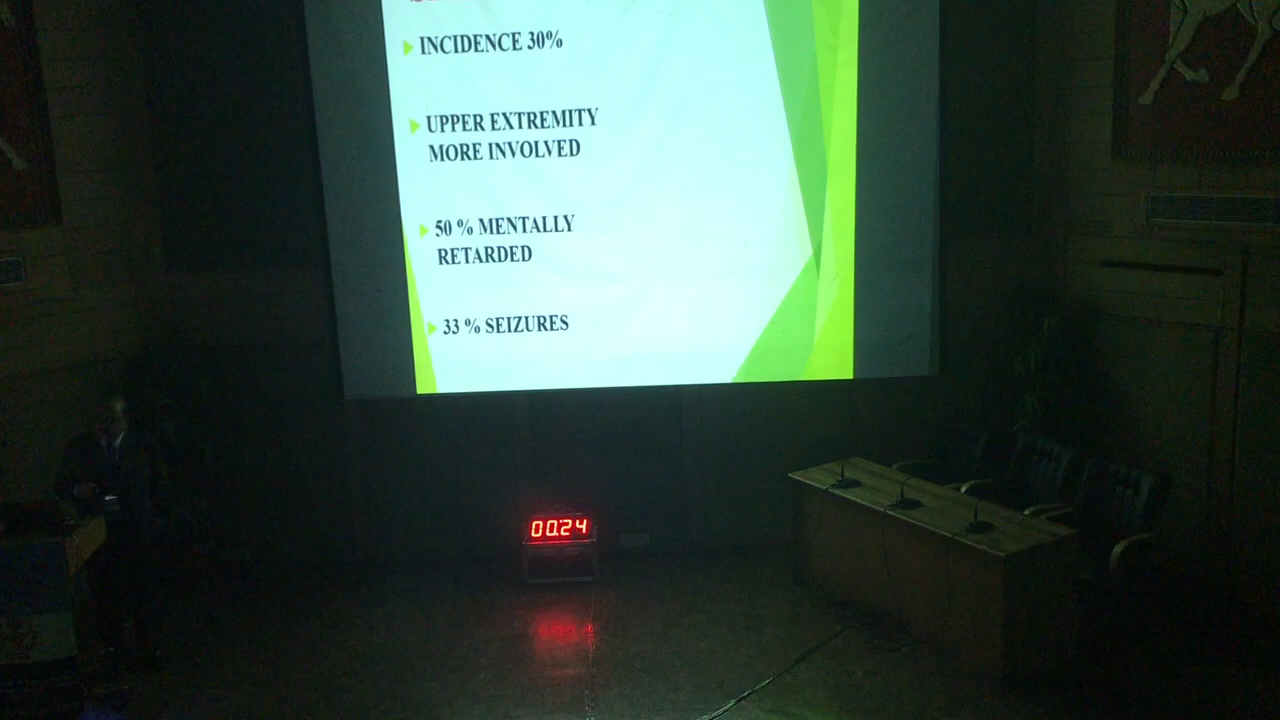 INCIDENCE 30%
UPPER EXTREMITY
MORE INVOLVED
50 % MENTALLY
RETARDED
33 % SEIZURES
00:24